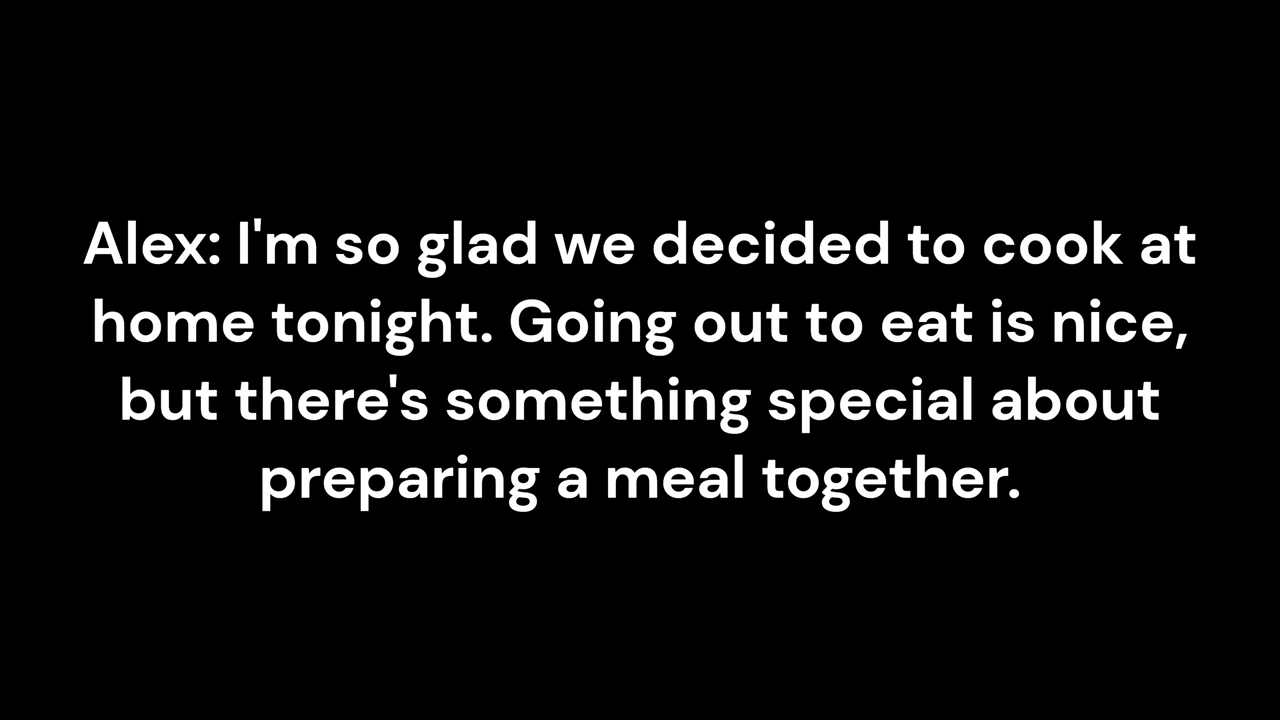 Alex: I'm so glad we decided to cook at
home tonight. Going out to eat is nice,
but there's something special about
preparing a meal together.